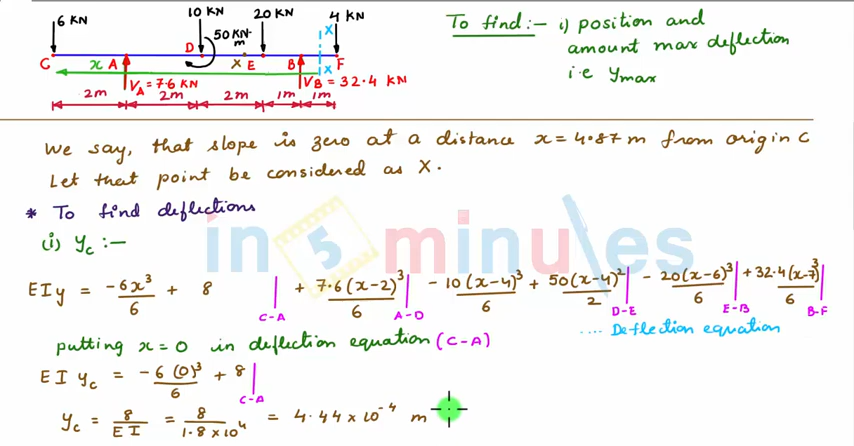 6 KN 10 KN 50 KN-m 20 KN 4 KN
X
C x A D x E B F
X
V_A = 7.6 KN V_B = 32.4 KN
2m 2m 2m 1m 1m
To find :- i) position and
amount max deflection
i.e Ymax
We say, that slope is zero at a distance x = 4.87 m from origin C
Let that point be considered as X.
* To find deflections
(i) Yc :-
in 5 minutes
EIy = -6x³/6 + 8 |C-A + 7.6(x-2)³/6 |A-D - 10(x-4)³/6 + 50(x-4)²/2 |D-E - 20(x-6)³/6 |E-B + 32.4(x-7)³/6 |B-F
.... Deflection equation
putting x = 0 in deflection equation (C-A)
EI yc = -6(0)³/6 + 8 |C-A
yc = 8/EI = 8/1.8 x 10⁴ = 4.44 x 10⁻⁴ m